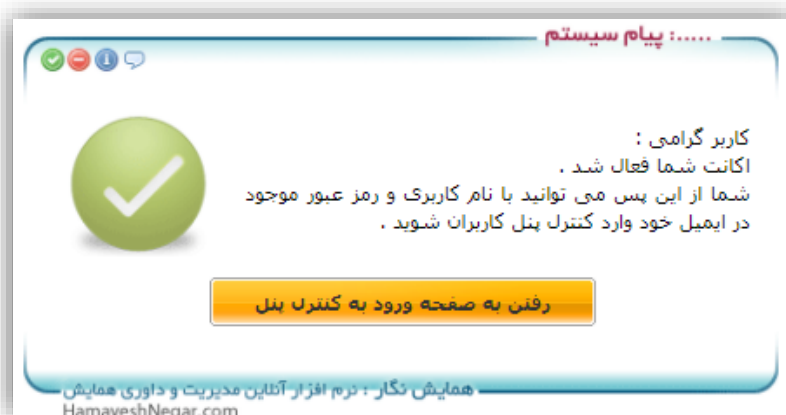 .....: پیام سیستم
کاربر گرامی :
اکانت شما فعال شد .
شما از این پس می توانید با نام کاربری و رمز عبور موجود
در ایمیل خود وارد کنترل پنل کاربران شوید .
رفتن به صفحه ورود به کنترل پنل
همایش نگار : نرم افزار آنلاین مدیریت و داوری همایش
HamayeshNegar.com